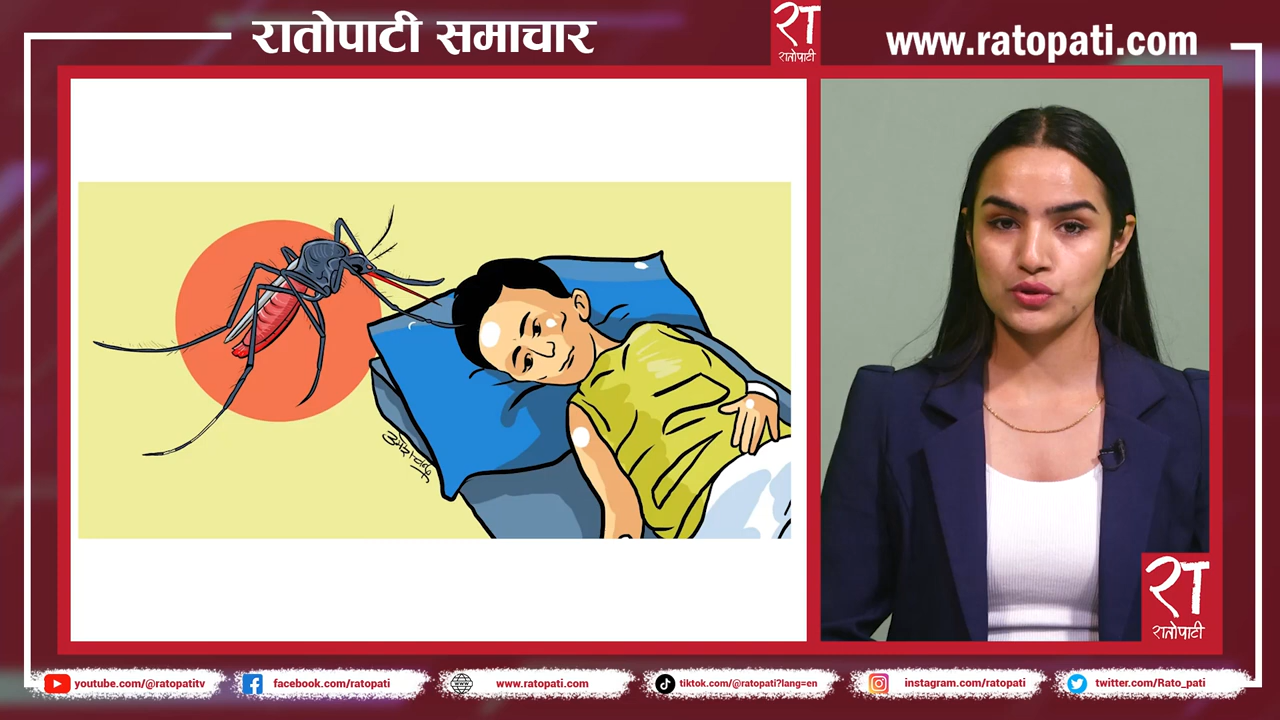 रातोपाटी समाचार
रा
रातोपाटी
www.ratopati.com
रा
रातोपाटी
youtube.com/@ratopatitv
facebook.com/ratopati
www.ratopati.com
tiktok.com/@ratopati?lang=en
instagram.com/ratopati
twitter.com/Rato_pati